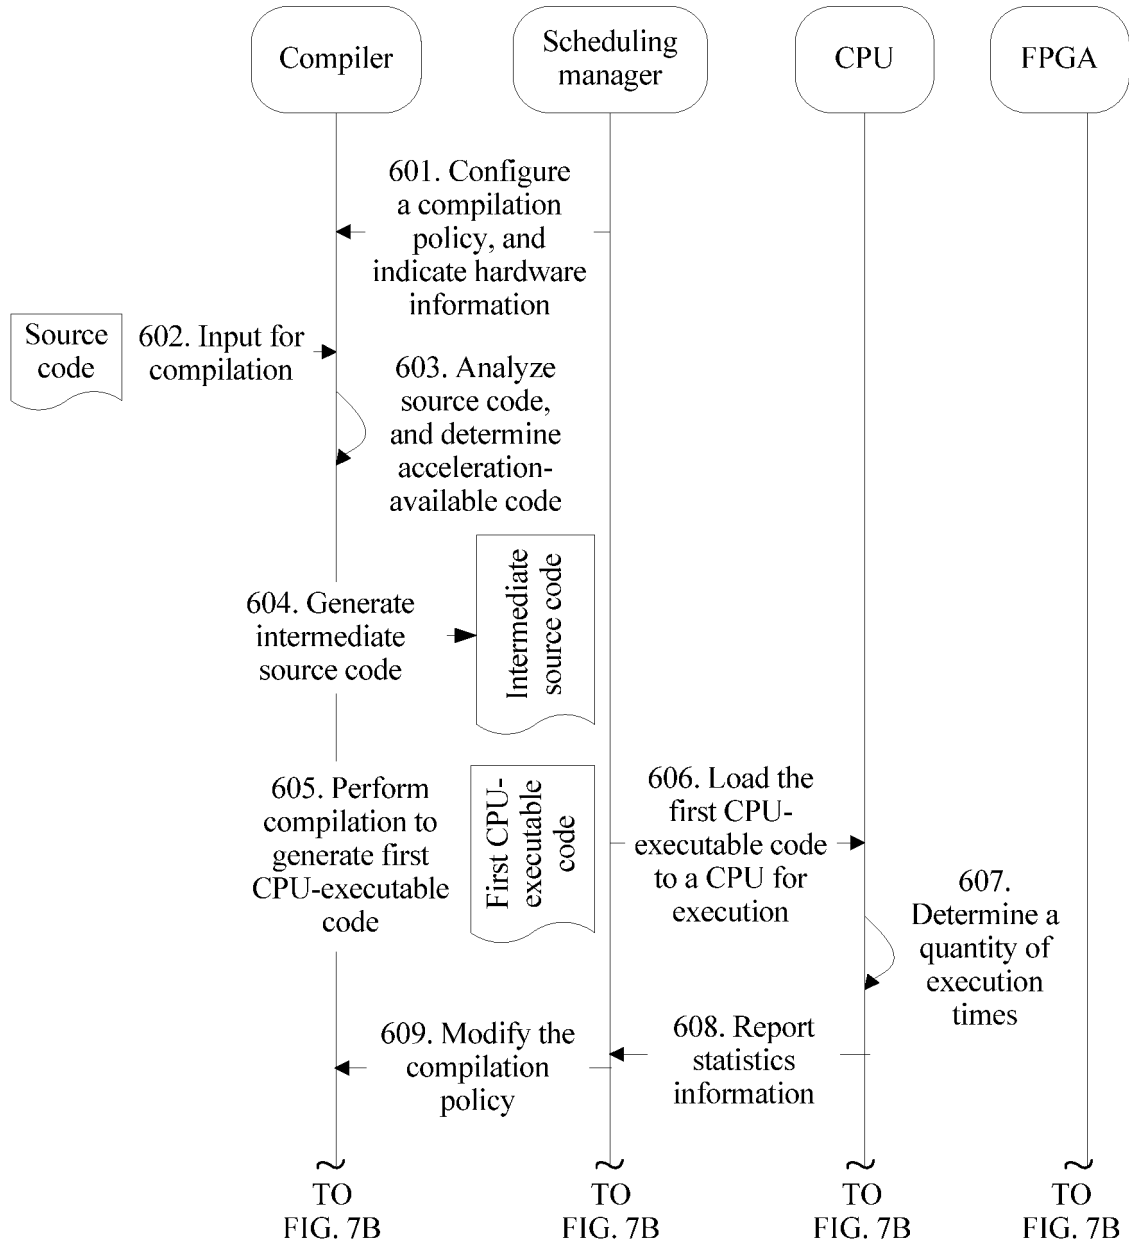 Compiler
Scheduling
manager
CPU
FPGA
601. Configure
a compilation
policy, and
indicate hardware
information
Source
code
602. Input for
compilation
603. Analyze
source code,
and determine
acceleration-
available code
604. Generate
intermediate
source code
Intermediate
source code
605. Perform
compilation to
generate first
CPU-executable
code
First CPU-
executable
code
606. Load the
first CPU-
executable code
to a CPU for
execution
607.
Determine a
quantity of
execution
times
608. Report
statistics
information
609. Modify the
compilation
policy
TO
FIG. 7B
TO
FIG. 7B
TO
FIG. 7B
TO
FIG. 7B